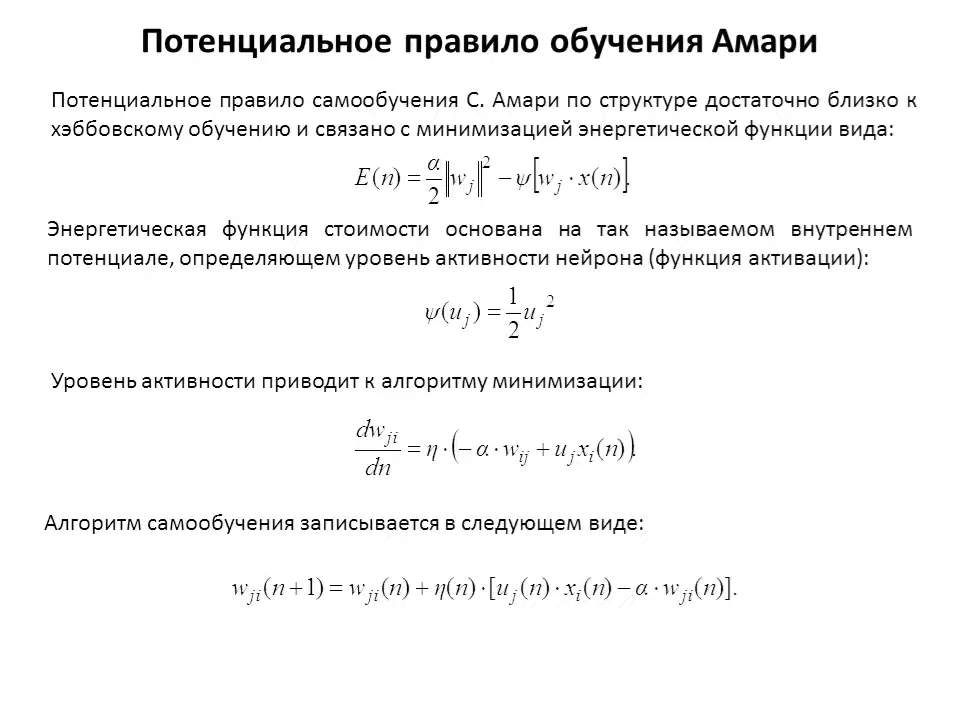 Потенциальное правило обучения Амари
Потенциальное правило самообучения С. Амари по структуре достаточно близко к
хэббовскому обучению и связано с минимизацией энергетической функции вида:
E(n) = α/2 ‖w_j‖² − ψ[w_j · x(n)].
Энергетическая функция стоимости основана на так называемом внутреннем
потенциале, определяющем уровень активности нейрона (функция активации):
ψ(u_j) = 1/2 u_j²
Уровень активности приводит к алгоритму минимизации:
dw_ji/dn = η · (− α · w_ij + u_j x_i(n)).
Алгоритм самообучения записывается в следующем виде:
w_ji(n + 1) = w_ji(n) + η(n) · [u_j(n) · x_i(n) − α · w_ji(n)].